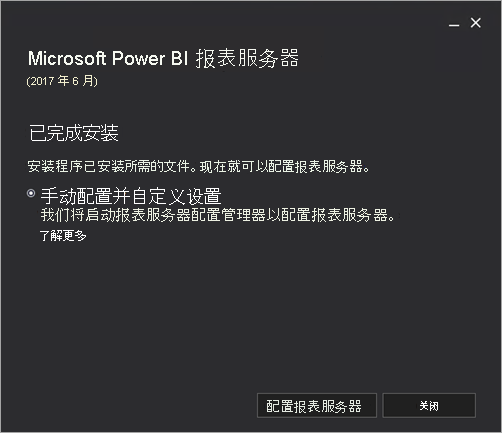 Microsoft Power BI 报表服务器
(2017 年 6 月)
已完成安装
安装程序已安装所需的文件。现在就可以配置报表服务器。
手动配置并自定义设置
我们将启动报表服务器配置管理器以配置报表服务器。
了解更多
配置报表服务器
关闭